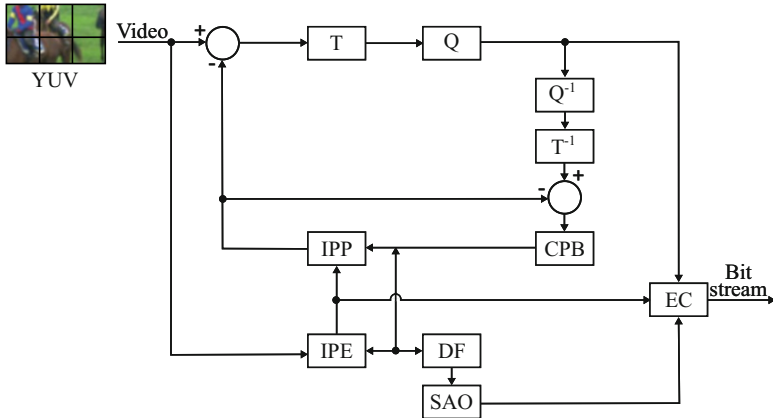 Video
+
-
T
Q
YUV
Q⁻¹
T⁻¹
+
-
IPP
CPB
Bit
stream
EC
IPE
DF
SAO